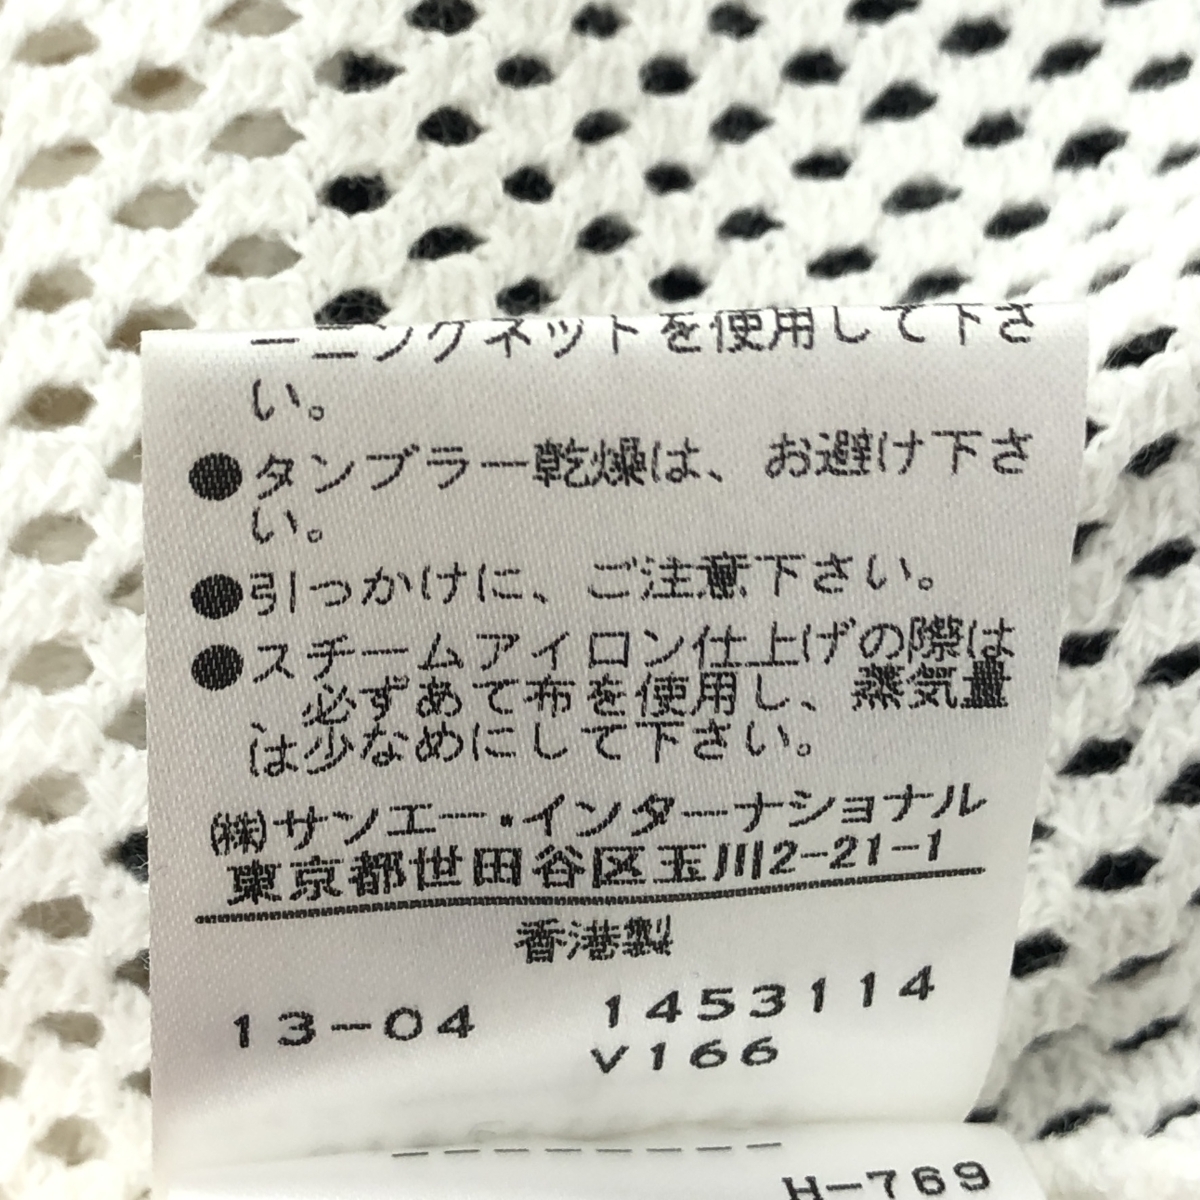 ーニングネットを使用して下さ
い。
●タンブラー乾燥は、お避け下さ
い。
●引っかけに、ご注意下さい。
●スチームアイロン仕上げの際は
必ずあて布を使用し、蒸気量
は少なめにして下さい。
㈱サンエー・インターナショナル
東京都世田谷区玉川2-21-1
香港製
13-04 1453114
V166
H-769